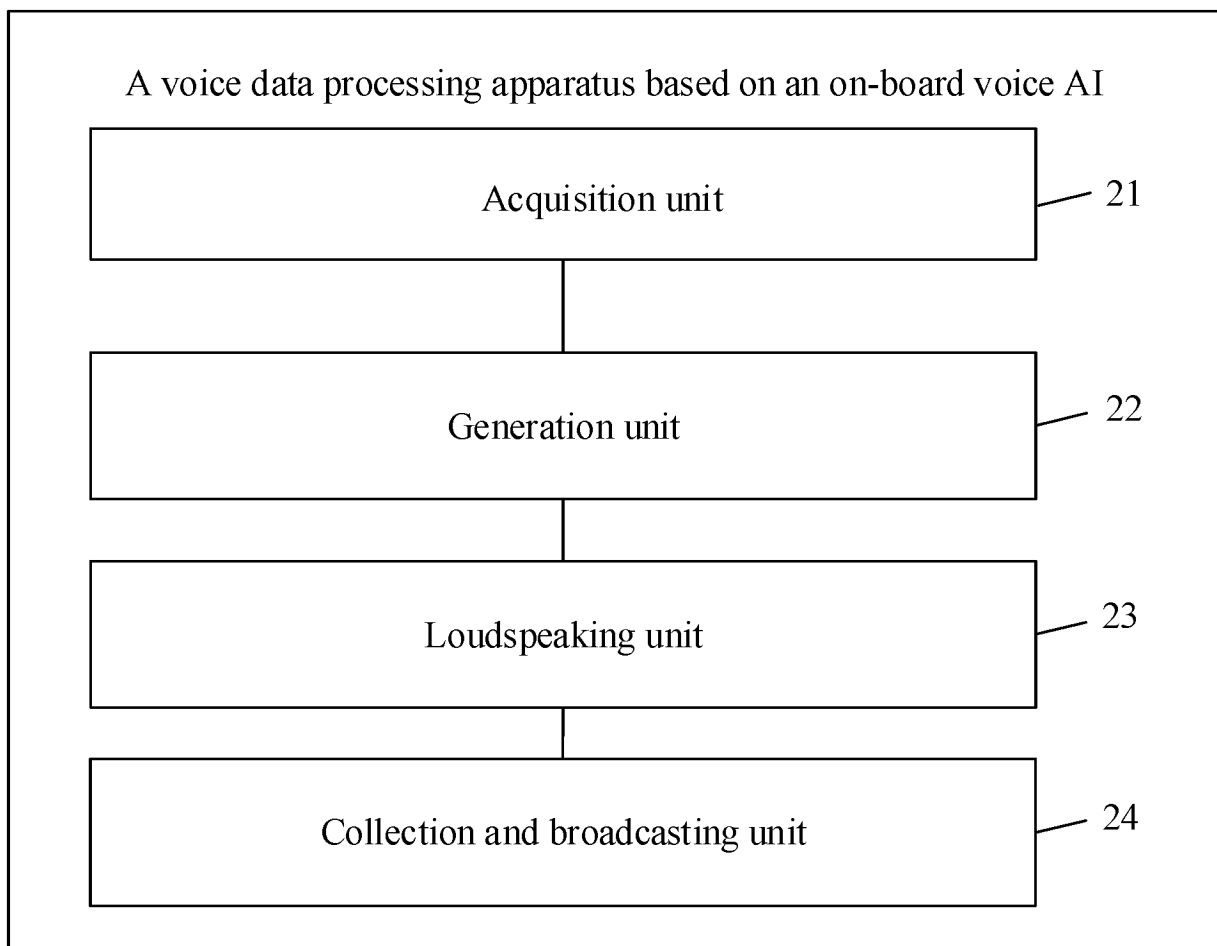 A voice data processing apparatus based on an on-board voice AI
Acquisition unit
21
Generation unit
22
Loudspeaking unit
23
Collection and broadcasting unit
24